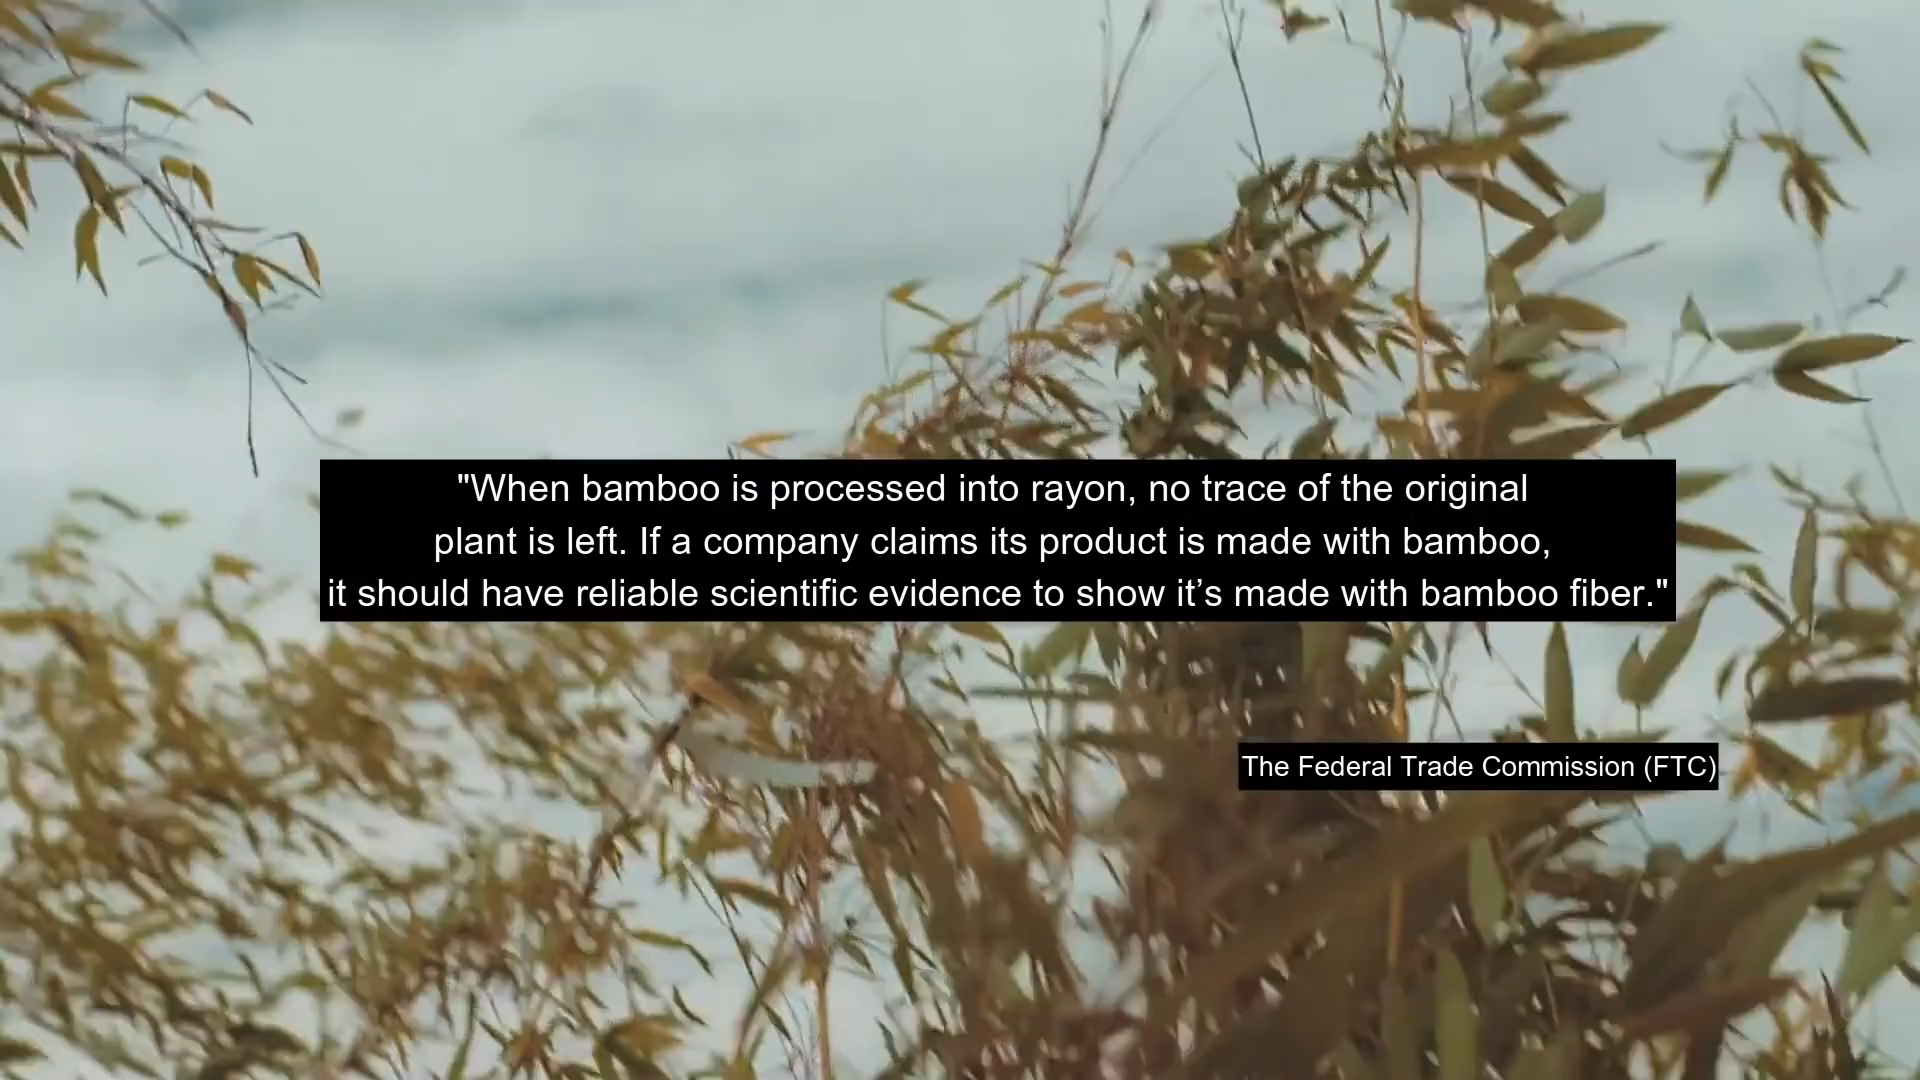 "When bamboo is processed into rayon, no trace of the original
plant is left. If a company claims its product is made with bamboo,
it should have reliable scientific evidence to show it’s made with bamboo fiber."
The Federal Trade Commission (FTC)